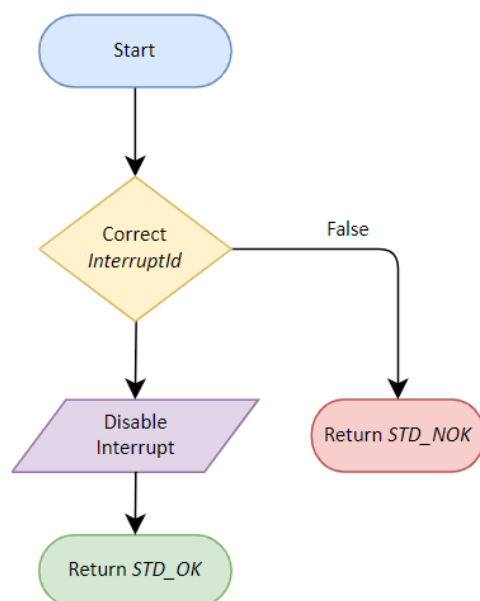 Start
Correct
InterruptId
False
Disable
Interrupt
Return STD_NOK
Return STD_OK